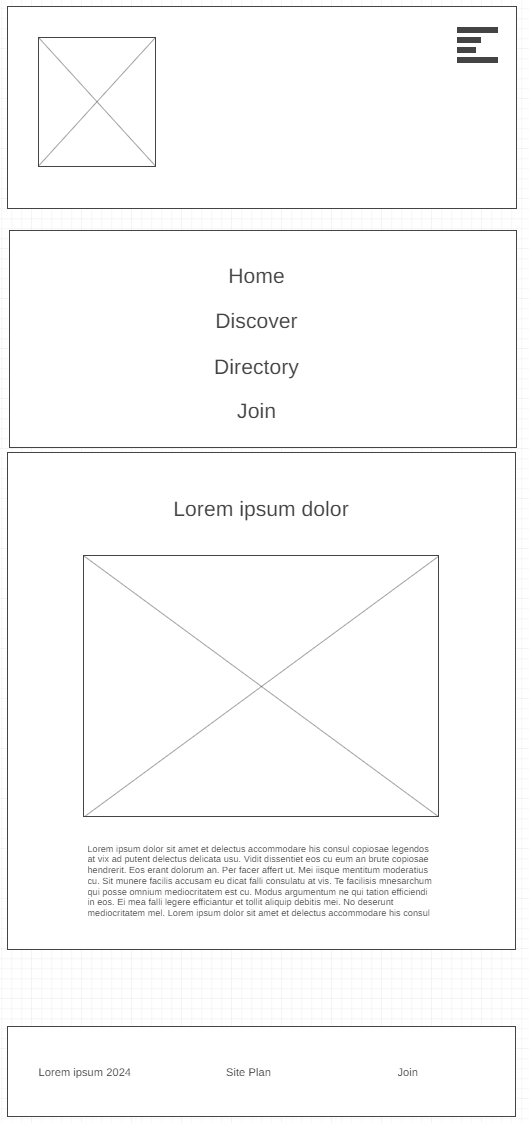 Home
Discover
Directory
Join
Lorem ipsum dolor
Lorem ipsum dolor sit amet et delectus accommodare his consul copiosae legendos
at vix ad putent delectus delicata usu. Vidit dissentiet eos cu eum an brute copiosae
hendrerit. Eos erant dolorum an. Per facer affert ut. Mei iisque mentitum moderatius
cu. Sit munere facilis accusam eu dicat falli consulatu at vis. Te facilisis mnesarchum
qui posse omnium mediocritatem est cu. Modus argumentum ne qui tation efficiendi
in eos. Ei mea falli legere efficiantur et tollit aliquip debitis mei. No deserunt
mediocritatem mel. Lorem ipsum dolor sit amet et delectus accommodare his consul
Lorem ipsum 2024 Site Plan Join